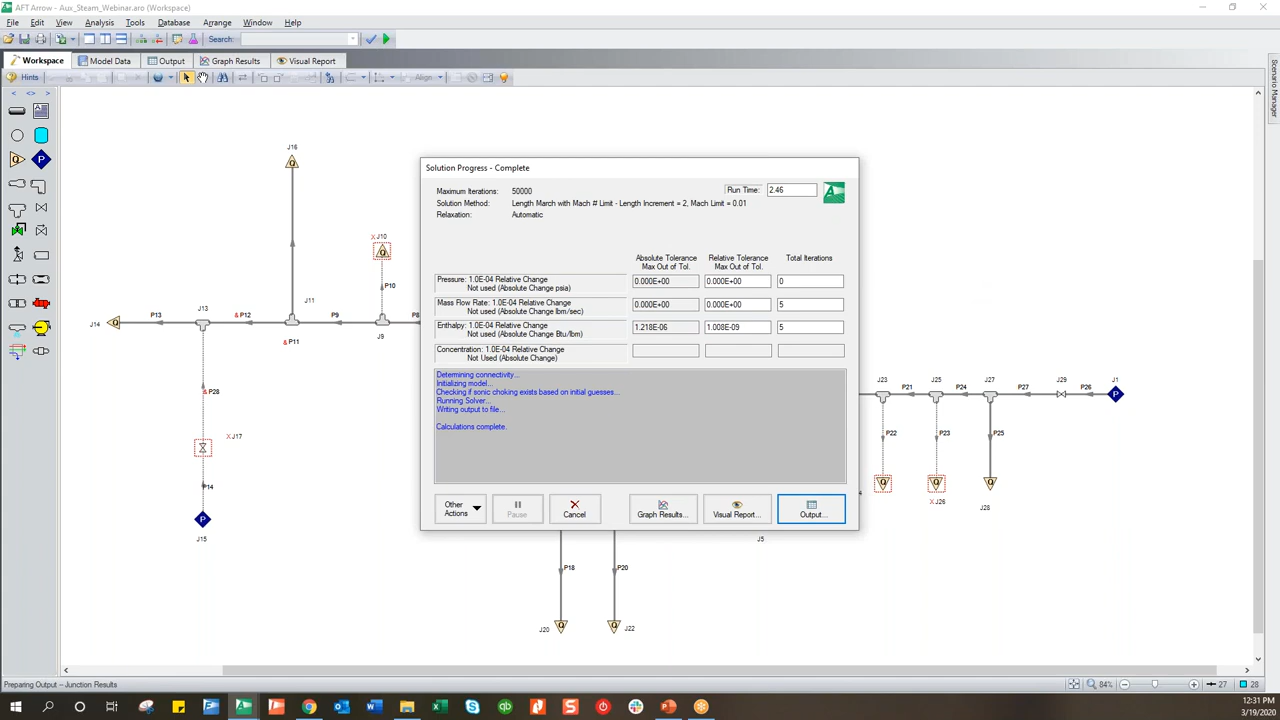 AFT Arrow - Aux_Steam_Webinar.aro (Workspace)
File Edit View Analysis Tools Database Arrange Window Help
Search:
Workspace Model Data Output Graph Results Visual Report
Hints Align
Scenario Manager
Solution Progress - Complete
Maximum Iterations: 50000
Run Time: 2.46
Solution Method: Length March with Mach # Limit - Length Increment = 2, Mach Limit = 0.01
Relaxation: Automatic
Absolute Tolerance Relative Tolerance Total Iterations
Max Out of Tol. Max Out of Tol.
Pressure: 1.0E-04 Relative Change 0.000E+00 0.000E+00 0
Not used (Absolute Change psia)
Mass Flow Rate: 1.0E-04 Relative Change 0.000E+00 0.000E+00 5
Not used (Absolute Change lbm/sec)
Enthalpy: 1.0E-04 Relative Change 1.218E-06 1.008E-09 5
Not used (Absolute Change Btu/lbm)
Concentration: 1.0E-04 Relative Change
Not Used (Absolute Change)
Determining connectivity...
Initializing model...
Checking if sonic choking exists based on initial guesses...
Running Solver...
Writing output to file...
Calculations complete.
Other Actions
Pause
Cancel
Graph Results...
Visual Report...
Output...
J16
X J10
P10
J13
J11
J14
P13
& P12
P9
P8
& P11
J9
& P28
X J17
P14
J15
J23 J25 J27 J29 J1
P21 P24 P27 P26
P22 P23 P25
4
X J26
J28
J5
P18 P20
J20 J22
Preparing Output -- Junction Results
84%
27
28
12:31 PM
3/19/2020